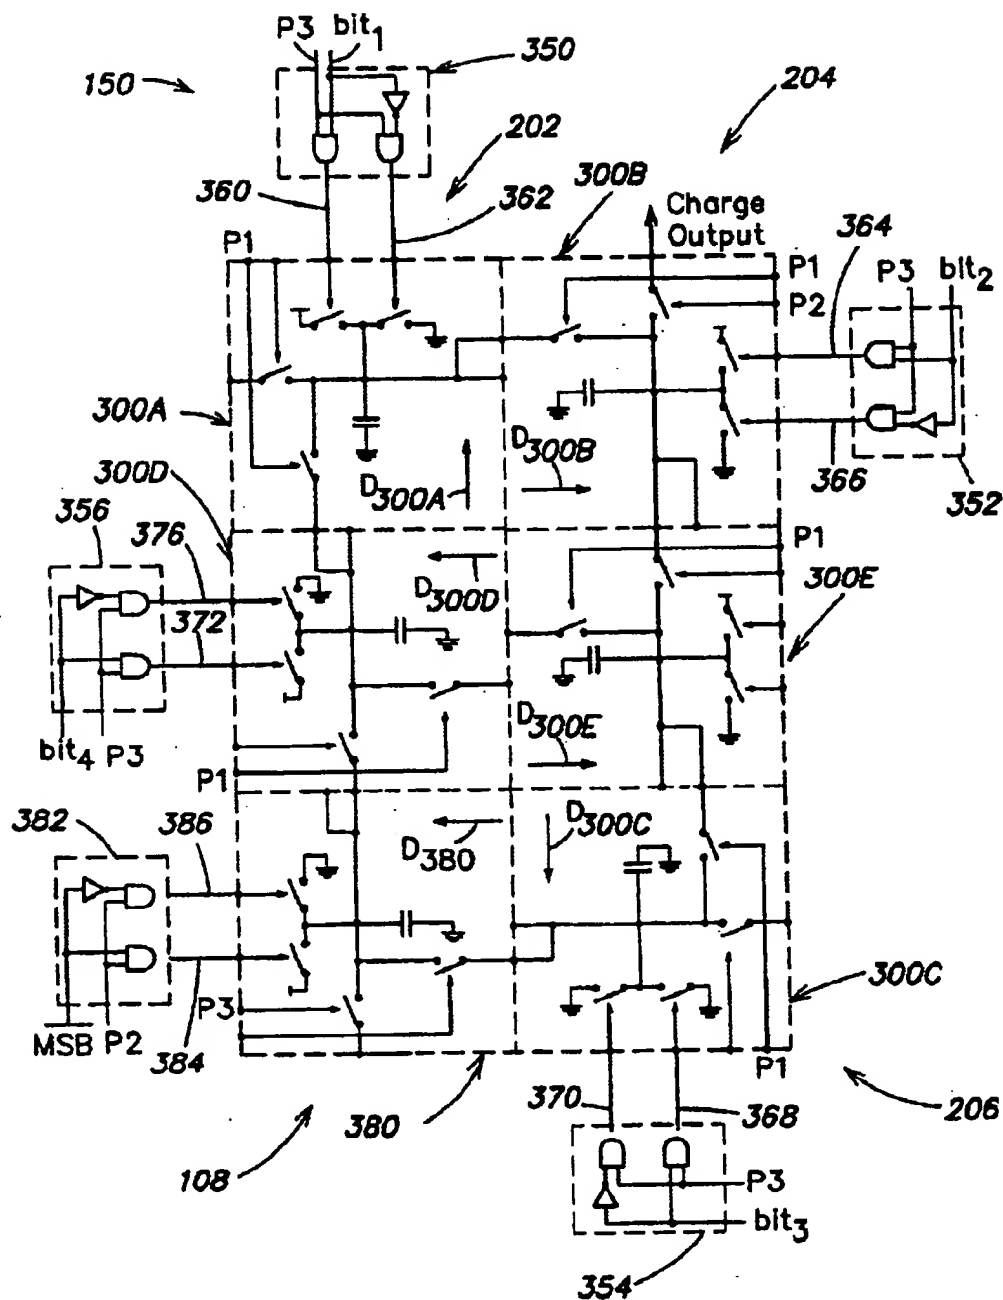 P3 bit1
350
150
204
202
300B
360
362
Charge
Output
364
P1
P1
P3 bit2
P2
300A
D300B
D300A
366
352
300D
356
376
P1
D300D
300E
372
D300E
bit4 P3
P1
382
386
D380
D300C
300C
P3
MSB P2
384
P1
370
368
206
380
108
P3
bit3
354